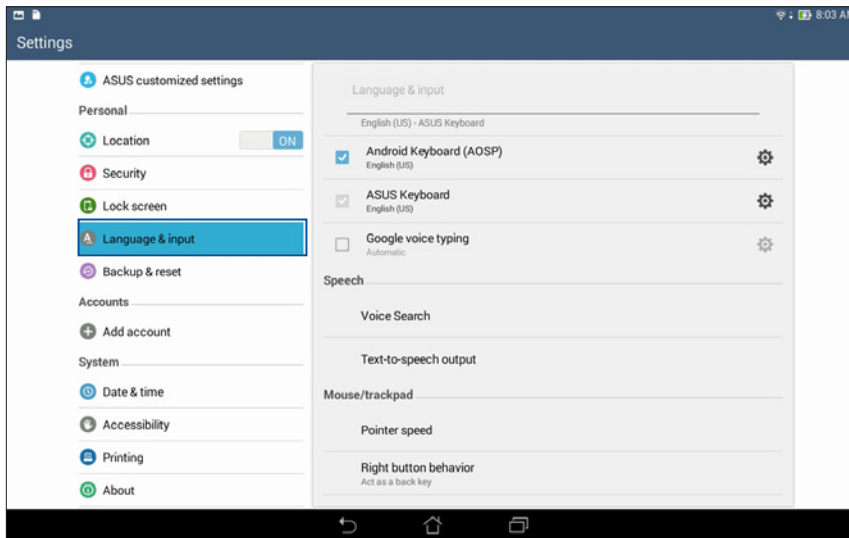 8:03 AM
Settings
ASUS customized settings
Personal
Location
ON
Security
Lock screen
Language & input
Backup & reset
Accounts
Add account
System
Date & time
Accessibility
Printing
About
Language & input
English (US) - ASUS Keyboard
Android Keyboard (AOSP)
English (US)
ASUS Keyboard
English (US)
Google voice typing
Automatic
Speech
Voice Search
Text-to-speech output
Mouse/trackpad
Pointer speed
Right button behavior
Act as a back key